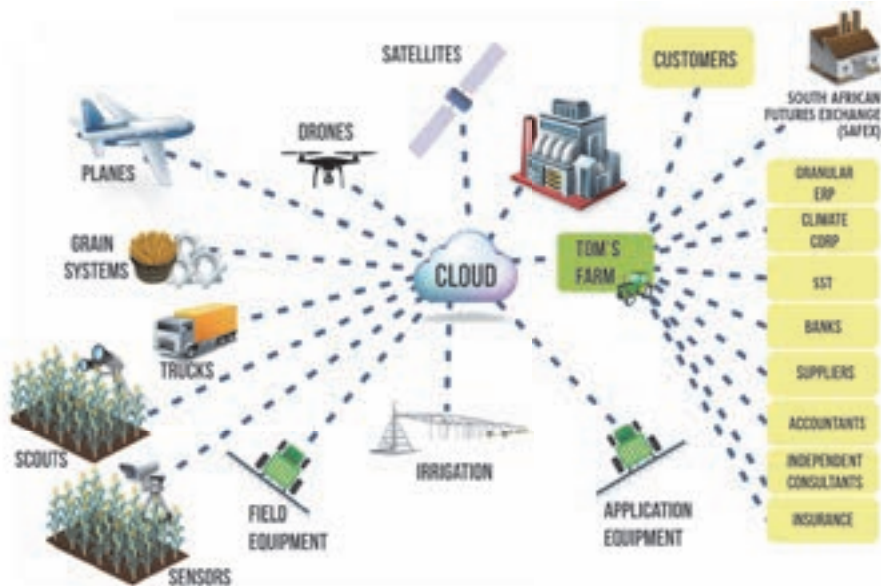 SATELLITES
CUSTOMERS
SOUTH AFRICAN
FUTURES EXCHANGE
(SAFEX)
DRONES
PLANES
GRANULAR
ERP
CLIMATE
CORP
GRAIN
SYSTEMS
CLOUD
TOM'S
FARM
SST
BANKS
TRUCKS
SUPPLIERS
ACCOUNTANTS
SCOUTS
IRRIGATION
INDEPENDENT
CONSULTANTS
FIELD
EQUIPMENT
APPLICATION
EQUIPMENT
INSURANCE
SENSORS